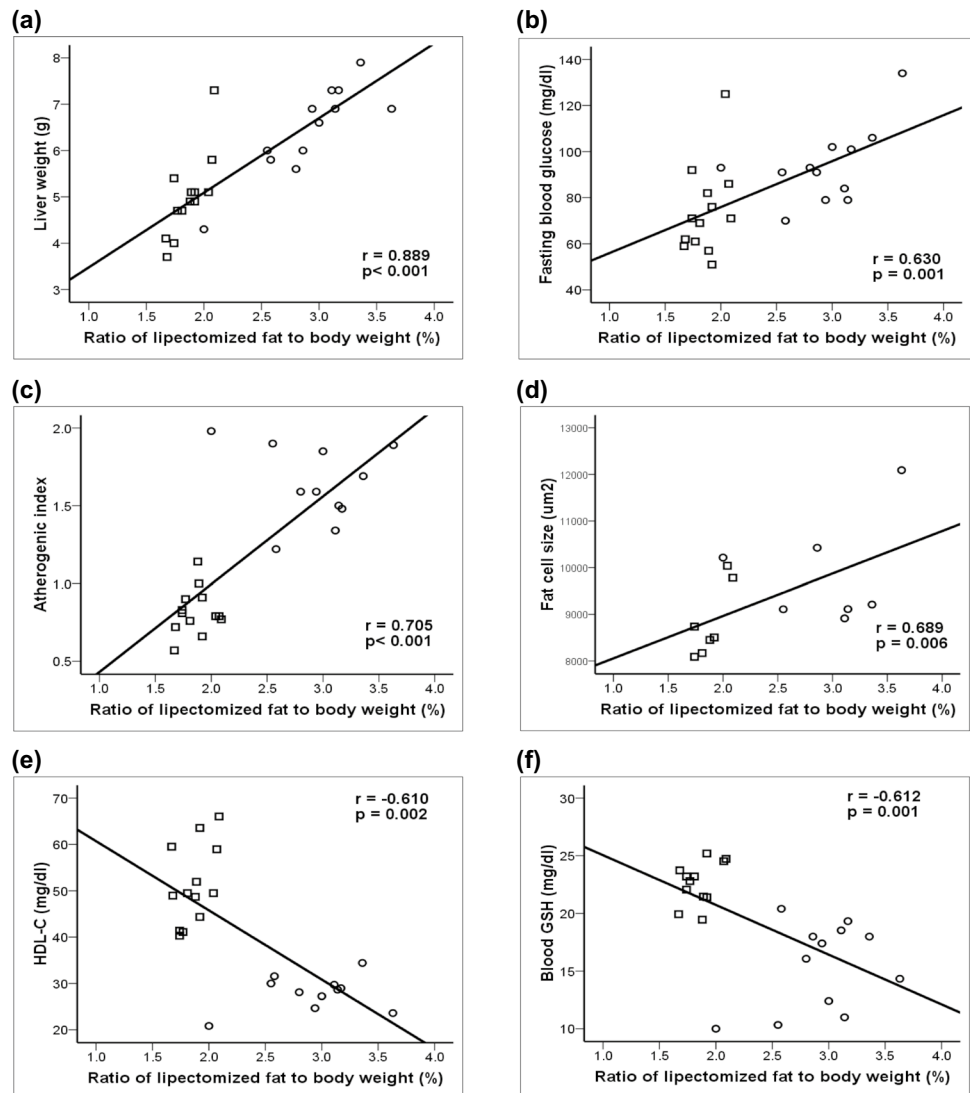 (a)
Liver weight (g)
8
7
6
5
4
3
r = 0.889
p< 0.001
1.0 1.5 2.0 2.5 3.0 3.5 4.0
Ratio of lipectomized fat to body weight (%)
(b)
Fasting blood glucose (mg/dl)
140
120
100
80
60
40
r = 0.630
p = 0.001
1.0 1.5 2.0 2.5 3.0 3.5 4.0
Ratio of lipectomized fat to body weight (%)
(c)
Atherogenic index
2.0
1.5
1.0
0.5
r = 0.705
p< 0.001
1.0 1.5 2.0 2.5 3.0 3.5 4.0
Ratio of lipectomized fat to body weight (%)
(d)
Fat cell size (um2)
13000
12000
11000
10000
9000
8000
r = 0.689
p = 0.006
1.0 1.5 2.0 2.5 3.0 3.5 4.0
Ratio of lipectomized fat to body weight (%)
(e)
HDL-C (mg/dl)
r = -0.610
p = 0.002
70
60
50
40
30
20
1.0 1.5 2.0 2.5 3.0 3.5 4.0
Ratio of lipectomized fat to body weight (%)
(f)
Blood GSH (mg/dl)
r = -0.612
p = 0.001
30
25
20
15
10
1.0 1.5 2.0 2.5 3.0 3.5 4.0
Ratio of lipectomized fat to body weight (%)